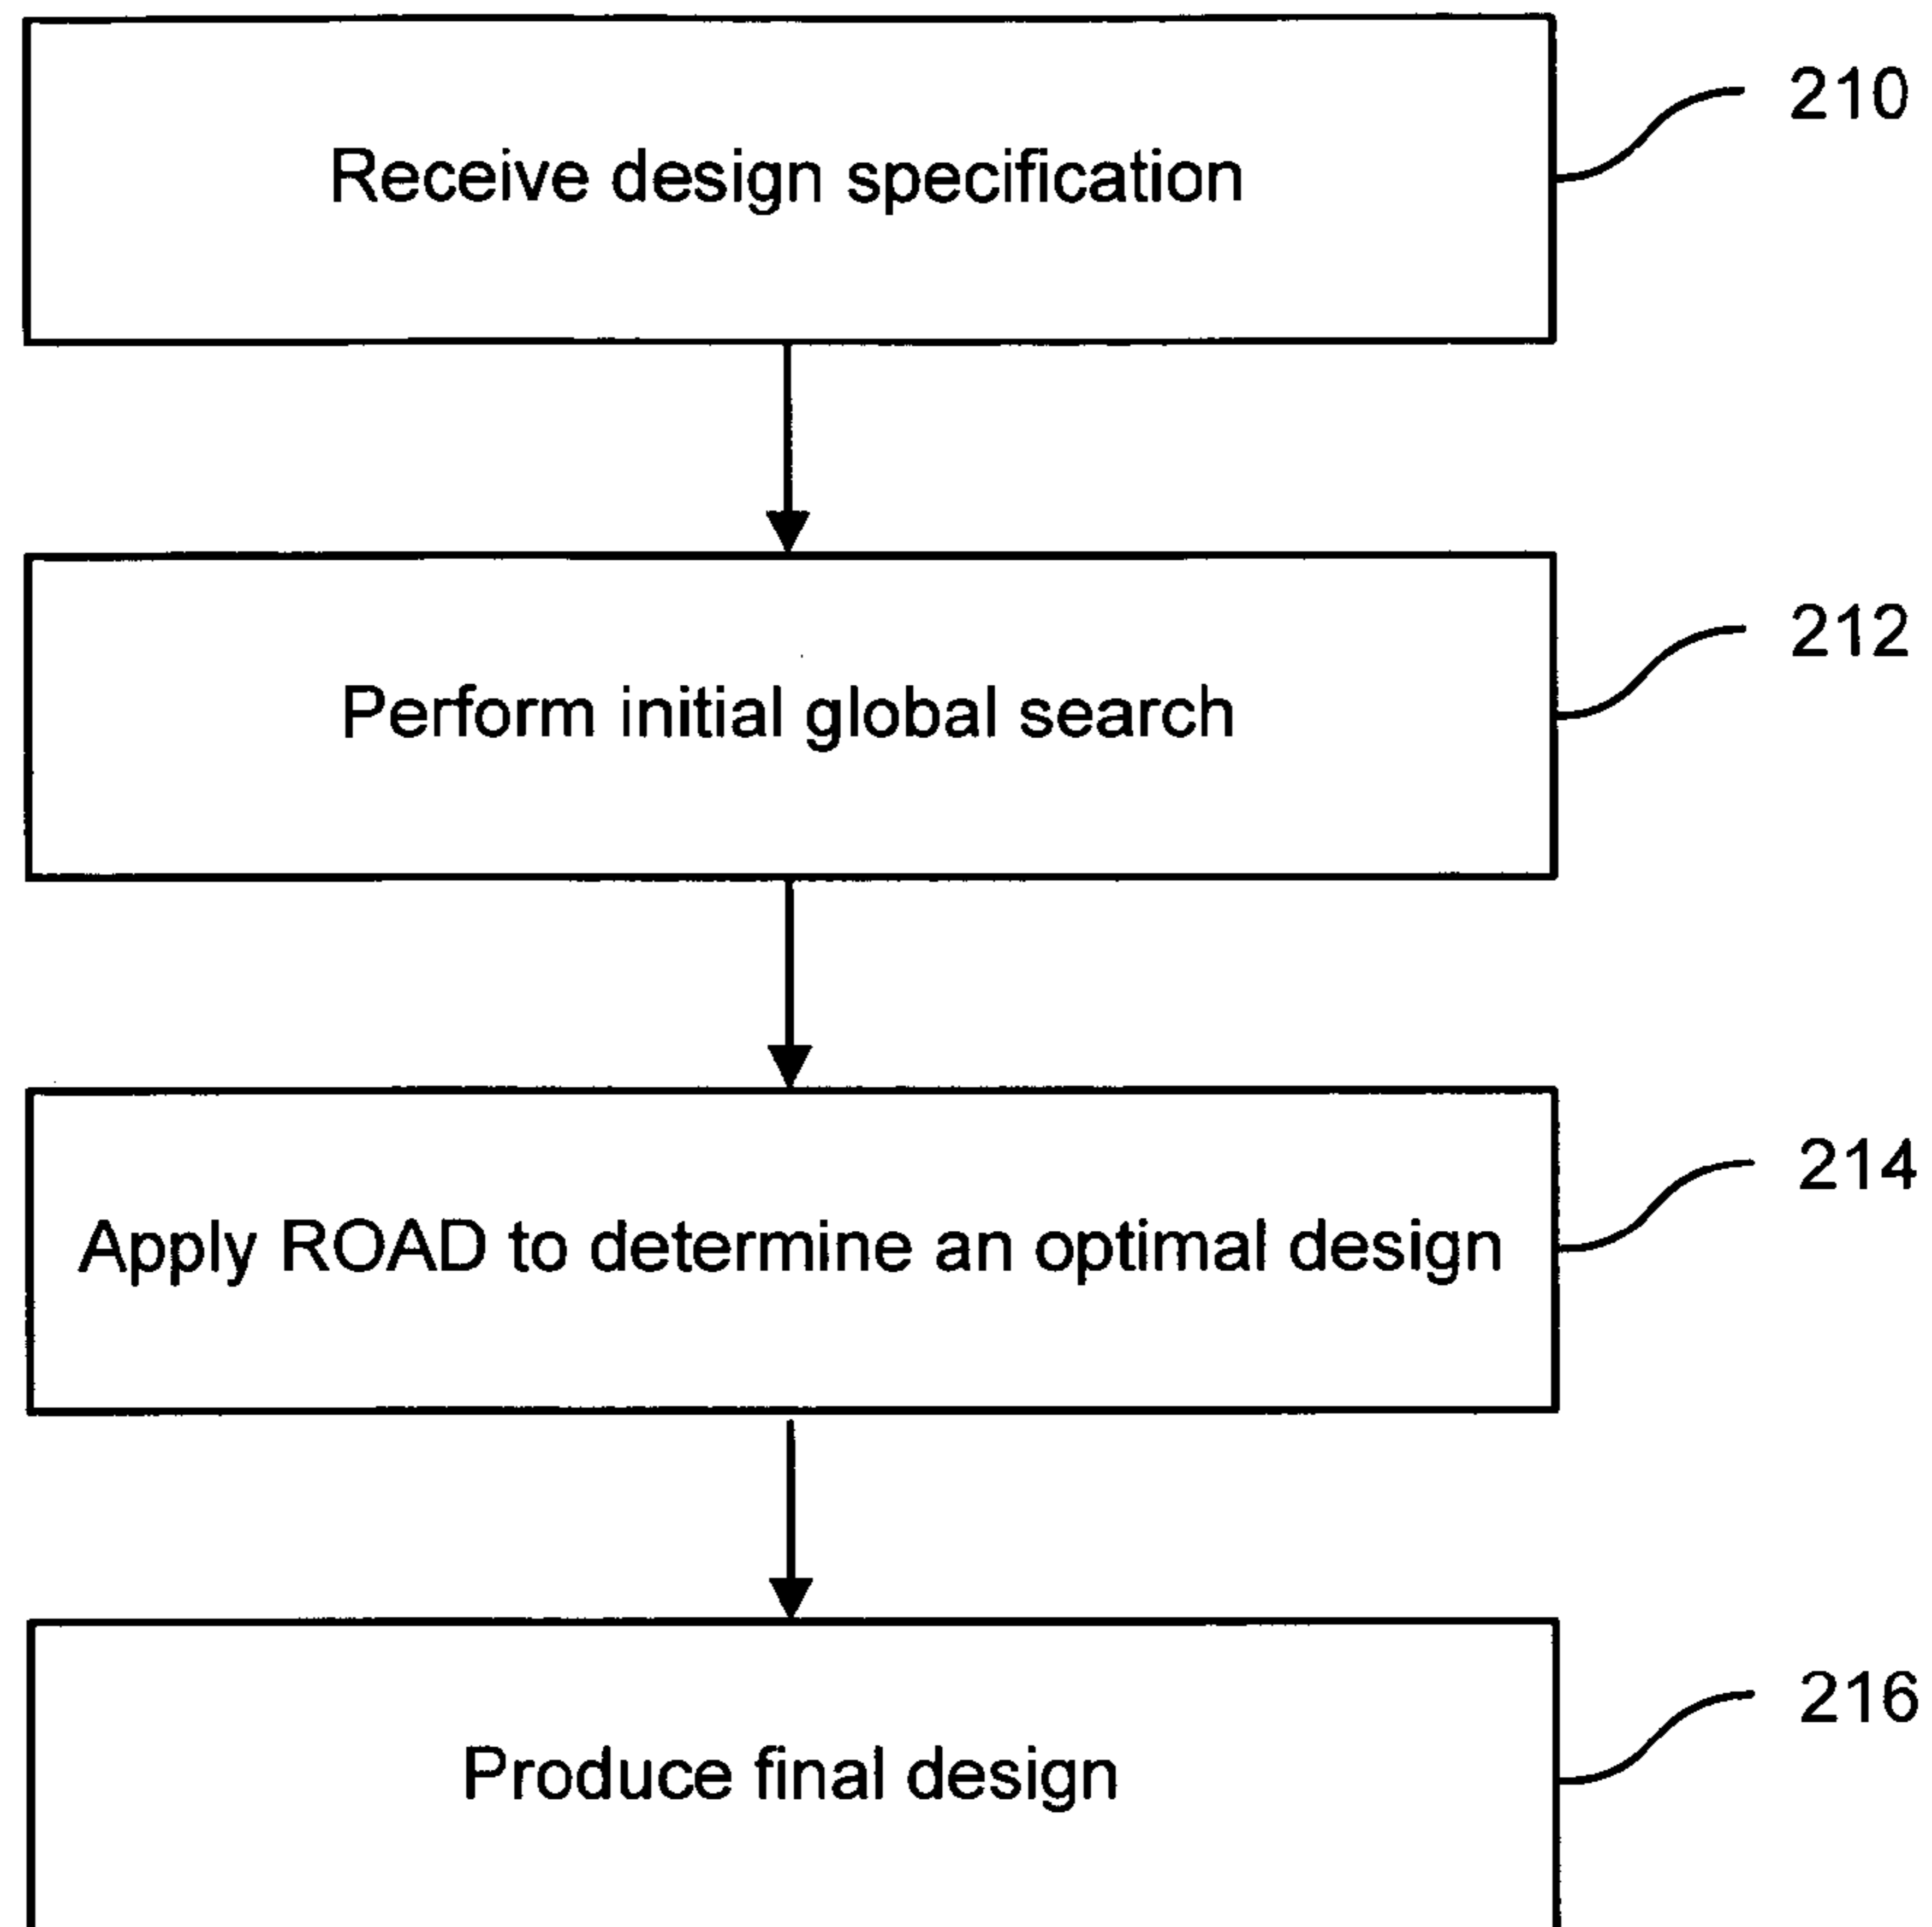 210
Receive design specification
212
Perform initial global search
214
Apply ROAD to determine an optimal design
216
Produce final design